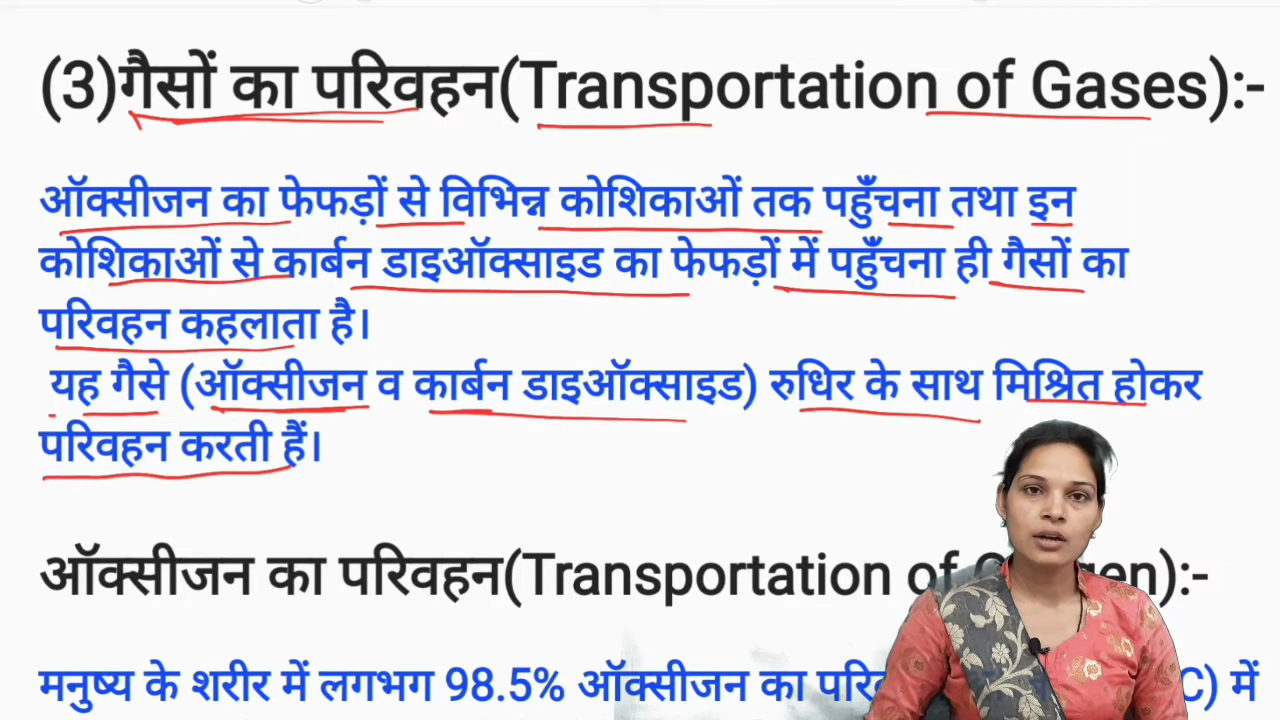 (3)गैसों का परिवहन(Transportation of Gases):-
ऑक्सीजन का फेफड़ों से विभिन्न कोशिकाओं तक पहुँचना तथा इन
कोशिकाओं से कार्बन डाइऑक्साइड का फेफड़ों में पहुँचना ही गैसों का
परिवहन कहलाता है।
यह गैसे (ऑक्सीजन व कार्बन डाइऑक्साइड) रुधिर के साथ मिश्रित होकर
परिवहन करती हैं।
ऑक्सीजन का परिवहन(Transportation of
मनुष्य के शरीर में लगभग 98.5% ऑक्सीजन का में